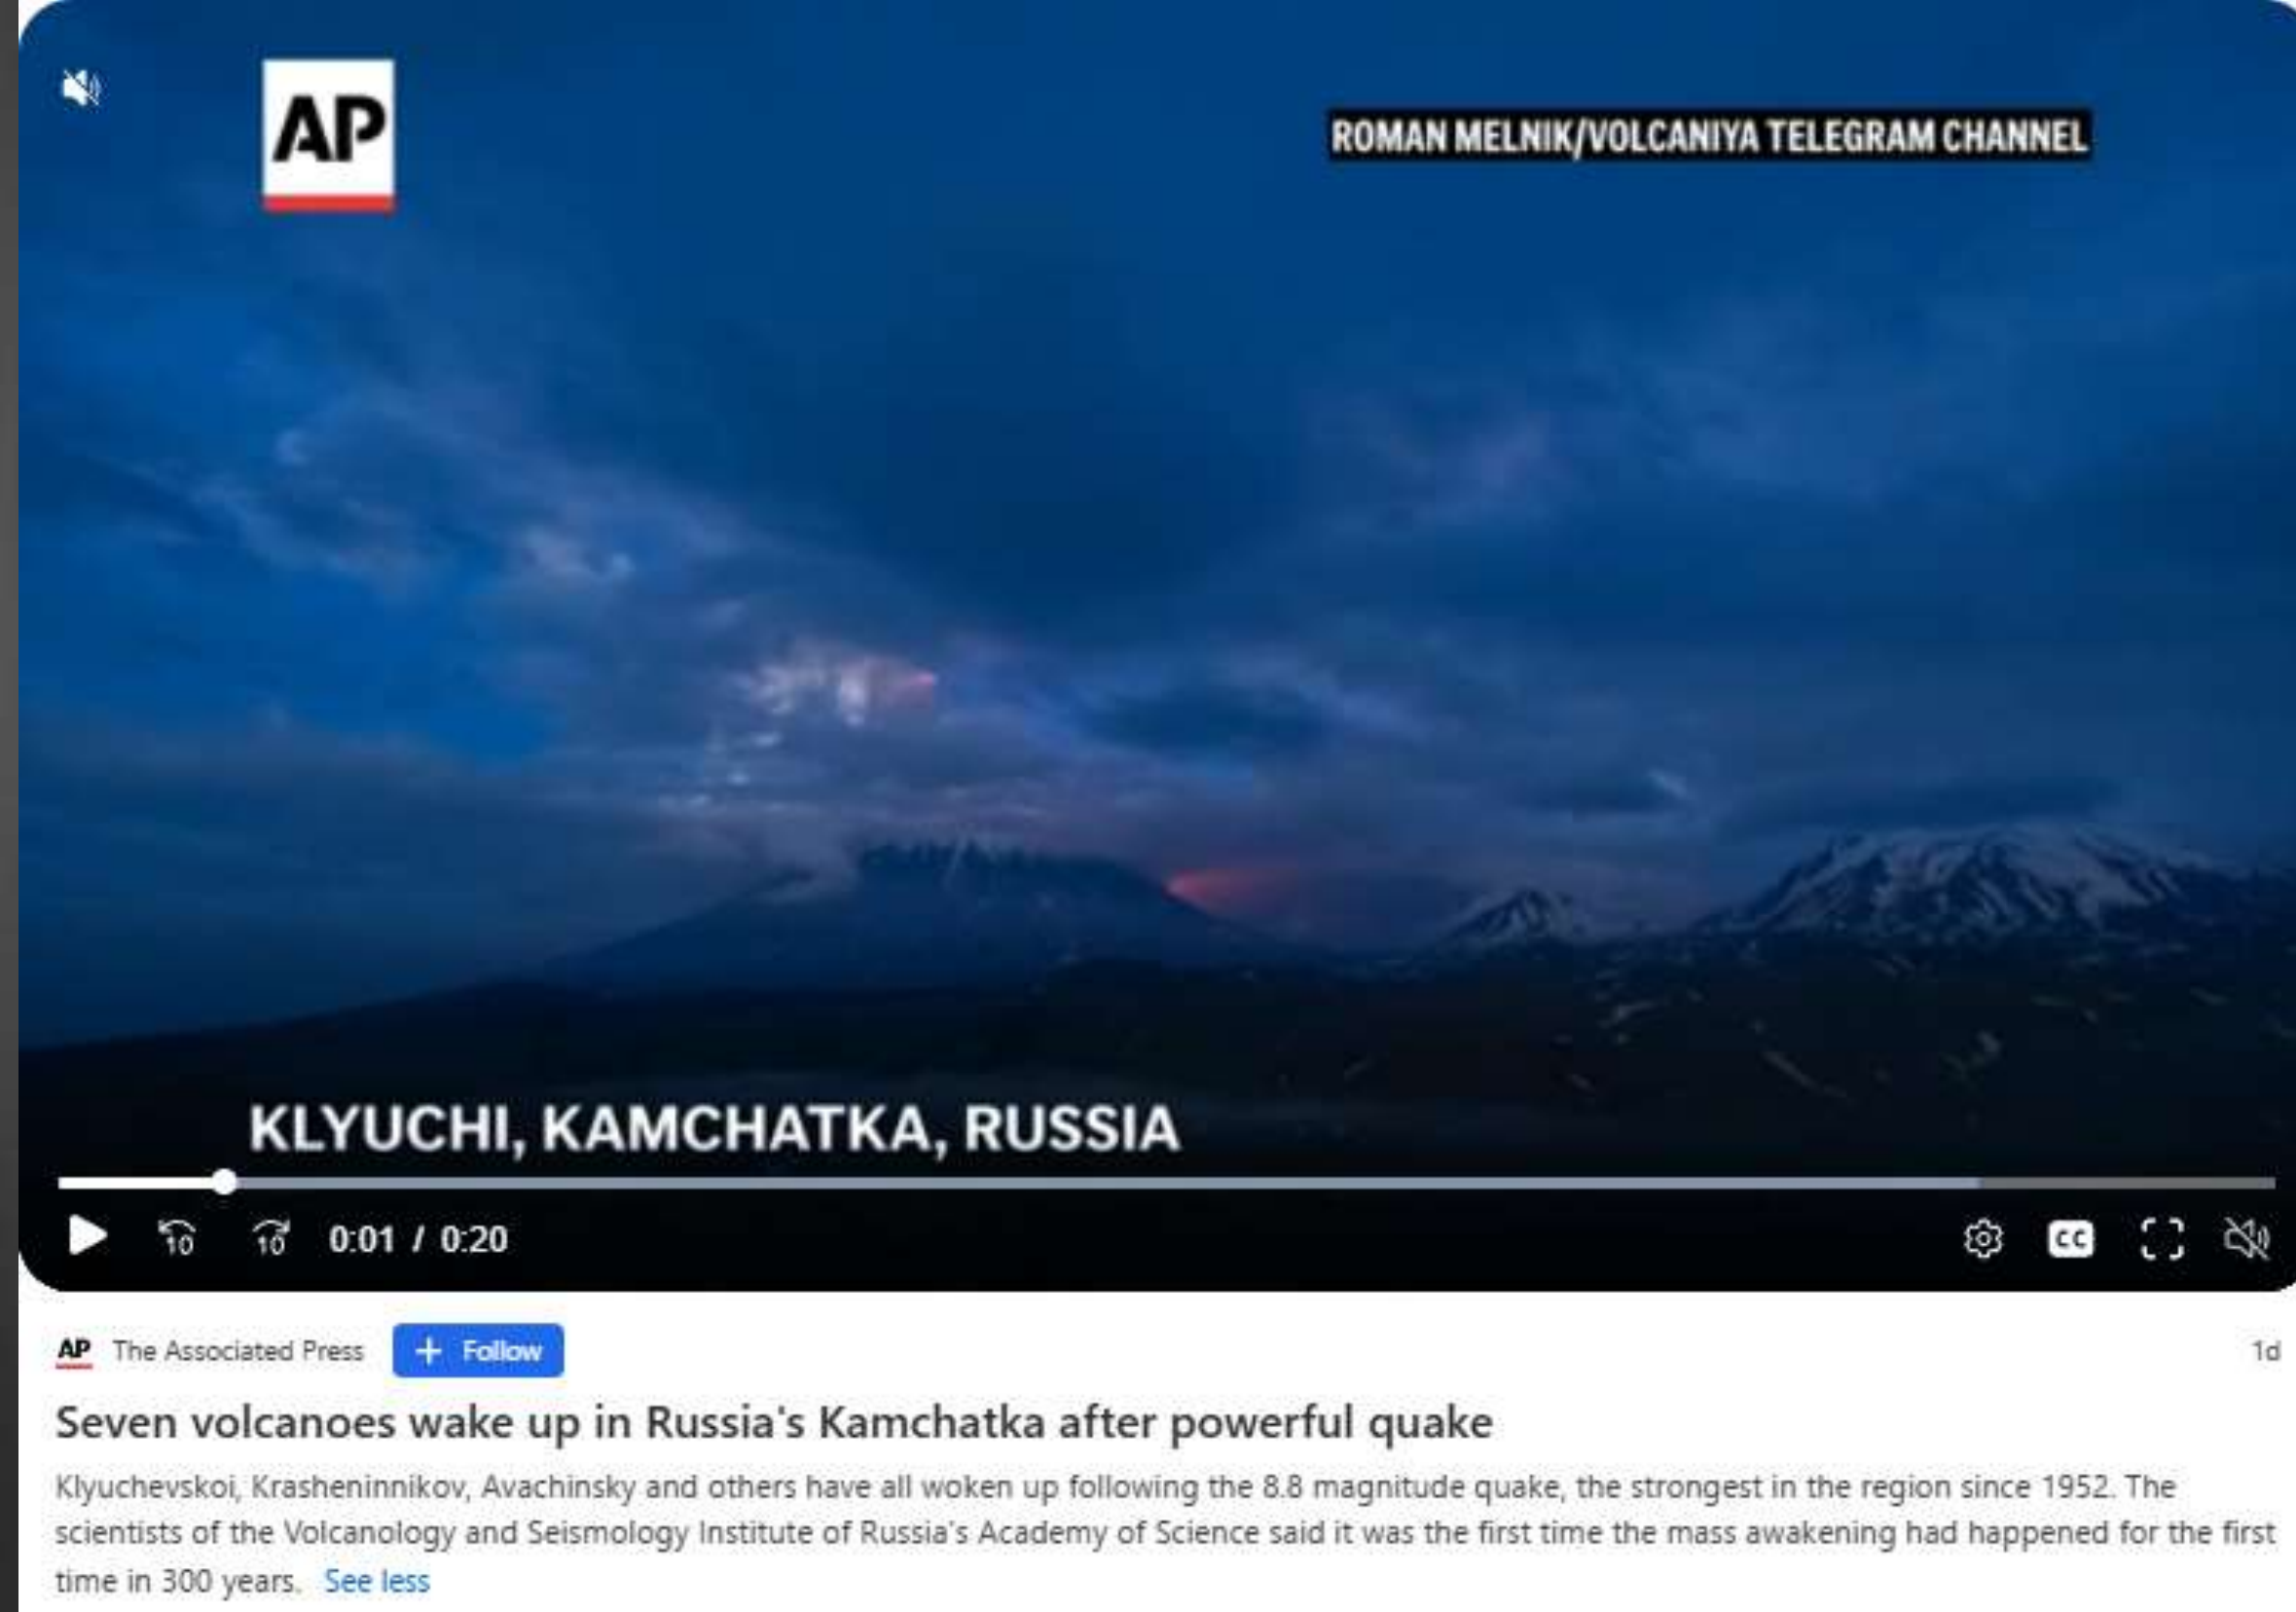 AP
ROMAN MELNIK/VOLCANIYA TELEGRAM CHANNEL
KLYUCHI, KAMCHATKA, RUSSIA
10 10 0:01 / 0:20 CC
AP The Associated Press + Follow 1d
Seven volcanoes wake up in Russia's Kamchatka after powerful quake
Klyuchevskoi, Krasheninnikov, Avachinsky and others have all woken up following the 8.8 magnitude quake, the strongest in the region since 1952. The
scientists of the Volcanology and Seismology Institute of Russia's Academy of Science said it was the first time the mass awakening had happened for the first
time in 300 years. See less